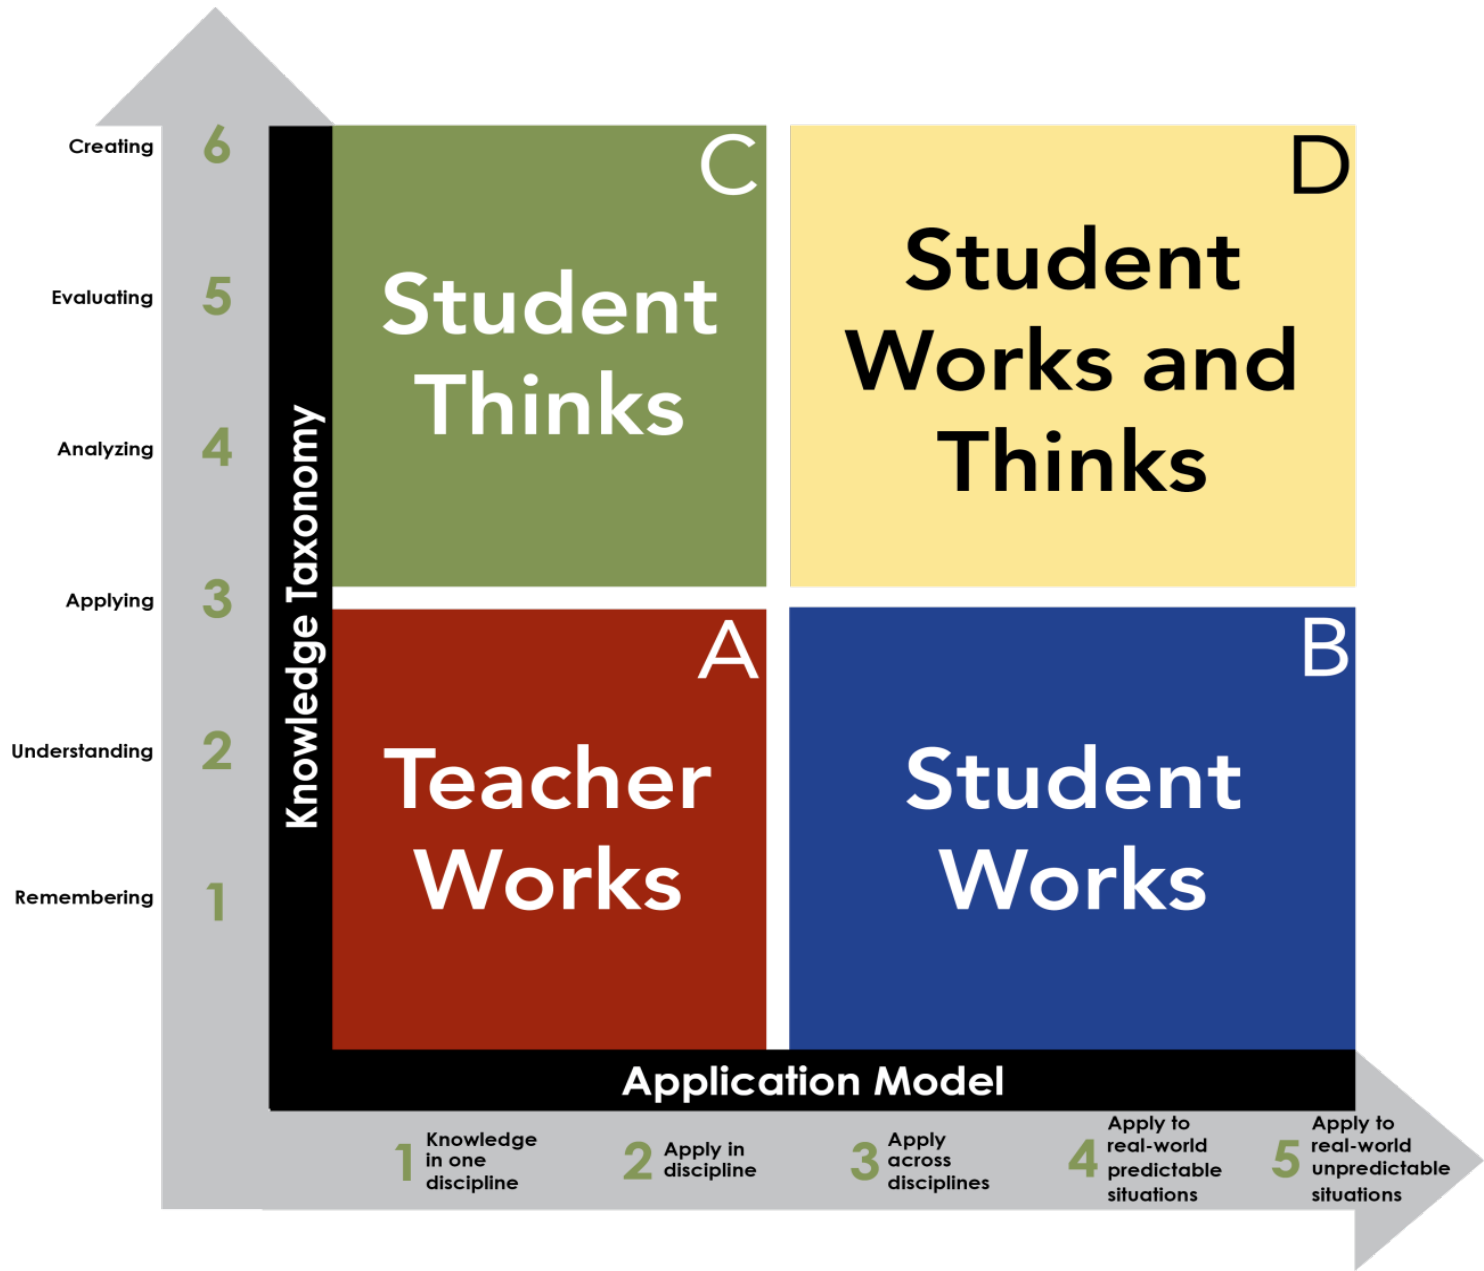 Creating 6
Evaluating 5
Analyzing 4
Applying 3
Understanding 2
Remembering 1
Knowledge Taxonomy
C
Student
Thinks
D
Student
Works and
Thinks
A
Teacher
Works
B
Student
Works
Application Model
1
Knowledge
in one
discipline
2
Apply in
discipline
3
Apply
across
disciplines
4
Apply to
real-world
predictable
situations
5
Apply to
real-world
unpredictable
situations